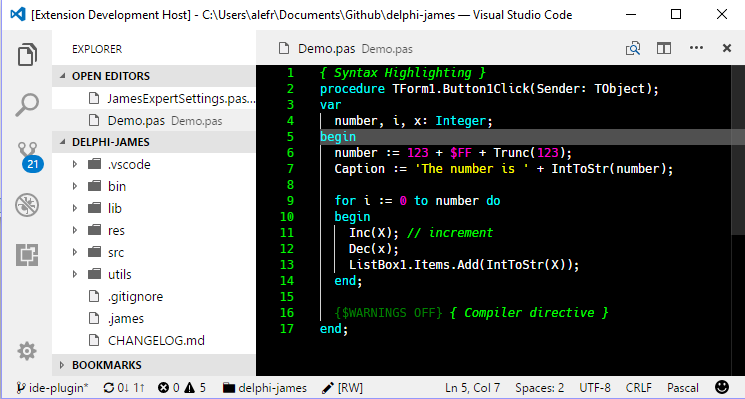 [Extension Development Host] - C:\Users\alefr\Documents\Github\delphi-james — Visual Studio Code
EXPLORER
OPEN EDITORS
JamesExpertSettings.pas...
Demo.pas Demo.pas
DELPHI-JAMES
.vscode
bin
lib
res
src
utils
.gitignore
.james
CHANGELOG.md
BOOKMARKS
21
Demo.pas Demo.pas
1 { Syntax Highlighting }
2 procedure TForm1.Button1Click(Sender: TObject);
3 var
4 number, i, x: Integer;
5 begin
6 number := 123 + $FF + Trunc(123);
7 Caption := 'The number is ' + IntToStr(number);
8
9 for i := 0 to number do
10 begin
11 Inc(X); // increment
12 Dec(x);
13 ListBox1.Items.Add(IntToStr(X));
14 end;
15
16 {$WARNINGS OFF} { Compiler directive }
17 end;
ide-plugin* 0↓ 1↑ 0 5 delphi-james [RW] Ln 5, Col 7 Spaces: 2 UTF-8 CRLF Pascal